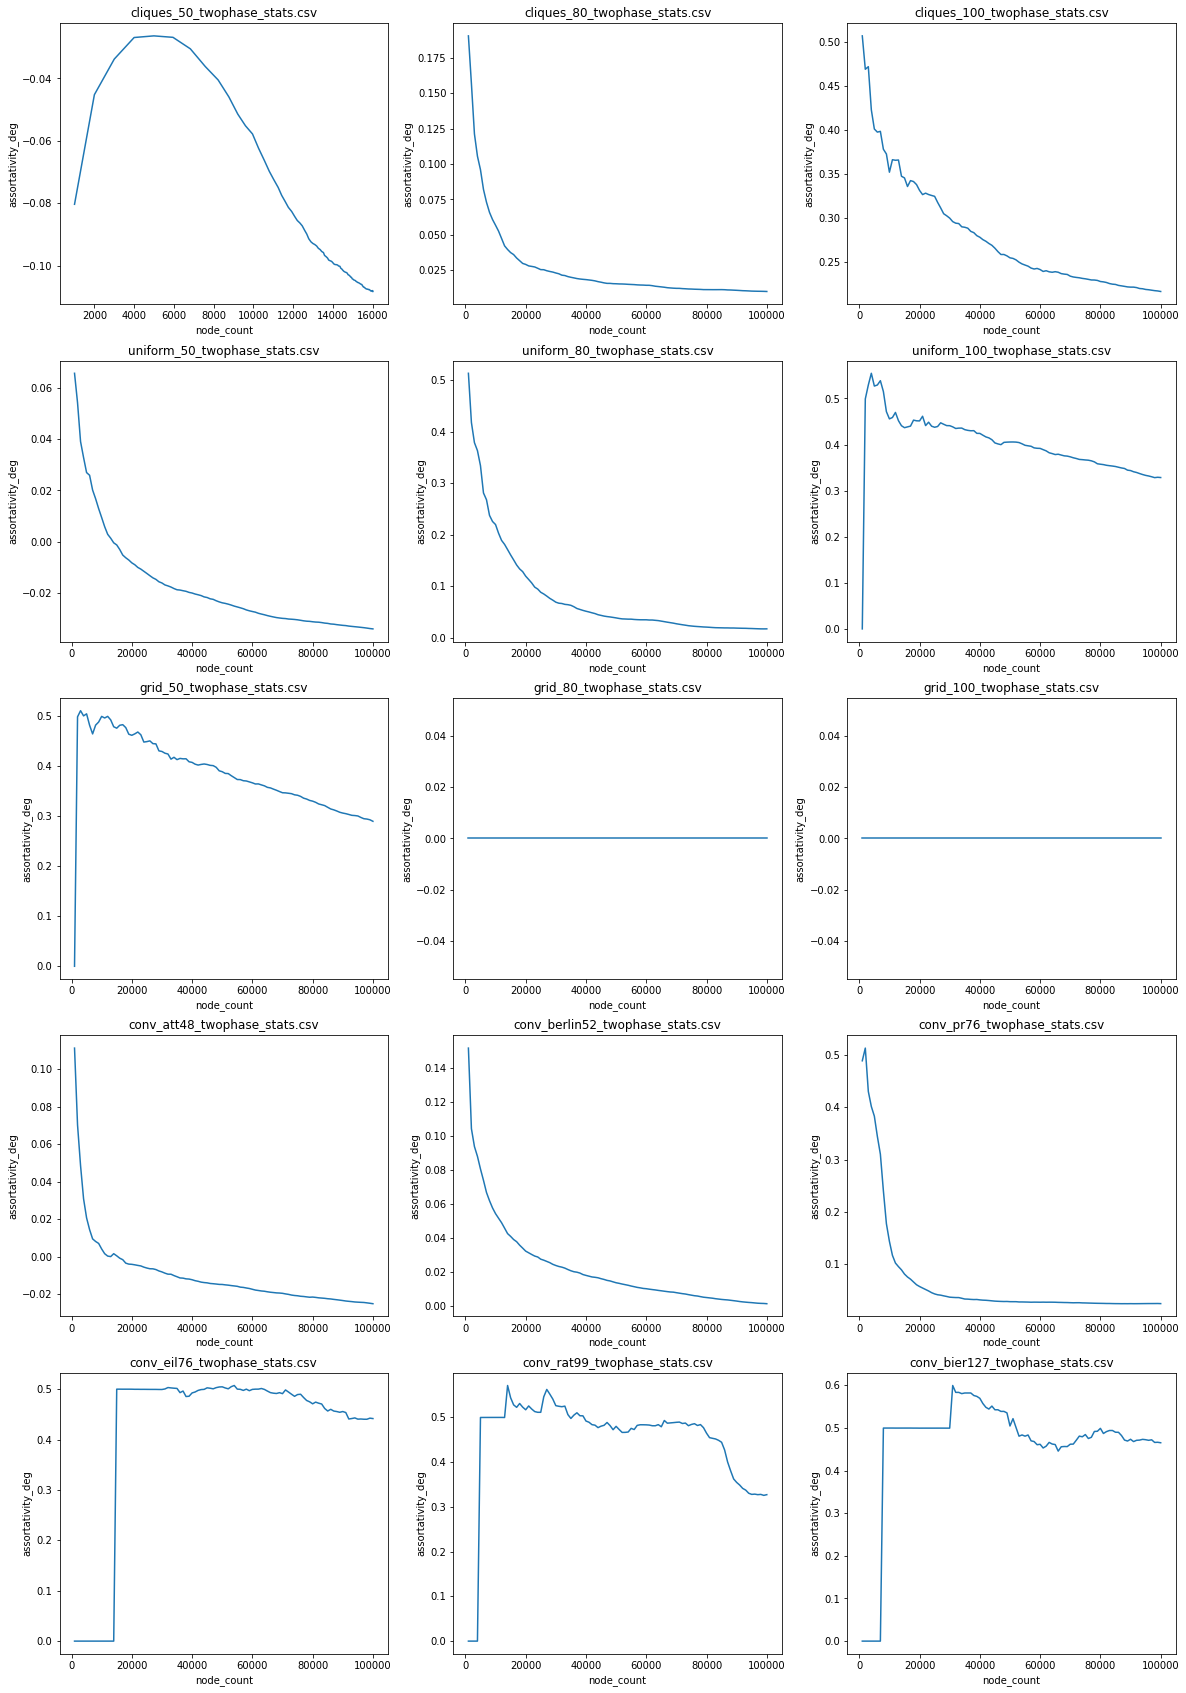 cliques_50_twophase_stats.csv
assortativity_deg
−0.04
−0.06
−0.08
−0.10
2000 4000 6000 8000 10000 12000 14000 16000
node_count
cliques_80_twophase_stats.csv
assortativity_deg
0.175
0.150
0.125
0.100
0.075
0.050
0.025
0 20000 40000 60000 80000 100000
node_count
cliques_100_twophase_stats.csv
assortativity_deg
0.50
0.45
0.40
0.35
0.30
0.25
0 20000 40000 60000 80000 100000
node_count
uniform_50_twophase_stats.csv
assortativity_deg
0.06
0.04
0.02
0.00
−0.02
0 20000 40000 60000 80000 100000
node_count
uniform_80_twophase_stats.csv
assortativity_deg
0.5
0.4
0.3
0.2
0.1
0.0
0 20000 40000 60000 80000 100000
node_count
uniform_100_twophase_stats.csv
assortativity_deg
0.5
0.4
0.3
0.2
0.1
0.0
0 20000 40000 60000 80000 100000
node_count
grid_50_twophase_stats.csv
assortativity_deg
0.5
0.4
0.3
0.2
0.1
0.0
0 20000 40000 60000 80000 100000
node_count
grid_80_twophase_stats.csv
assortativity_deg
0.04
0.02
0.00
−0.02
−0.04
0 20000 40000 60000 80000 100000
node_count
grid_100_twophase_stats.csv
assortativity_deg
0.04
0.02
0.00
−0.02
−0.04
0 20000 40000 60000 80000 100000
node_count
conv_att48_twophase_stats.csv
assortativity_deg
0.10
0.08
0.06
0.04
0.02
0.00
−0.02
0 20000 40000 60000 80000 100000
node_count
conv_berlin52_twophase_stats.csv
assortativity_deg
0.14
0.12
0.10
0.08
0.06
0.04
0.02
0.00
0 20000 40000 60000 80000 100000
node_count
conv_pr76_twophase_stats.csv
assortativity_deg
0.5
0.4
0.3
0.2
0.1
0 20000 40000 60000 80000 100000
node_count
conv_eil76_twophase_stats.csv
assortativity_deg
0.5
0.4
0.3
0.2
0.1
0.0
0 20000 40000 60000 80000 100000
node_count
conv_rat99_twophase_stats.csv
assortativity_deg
0.5
0.4
0.3
0.2
0.1
0.0
0 20000 40000 60000 80000 100000
node_count
conv_bier127_twophase_stats.csv
assortativity_deg
0.6
0.5
0.4
0.3
0.2
0.1
0.0
0 20000 40000 60000 80000 100000
node_count